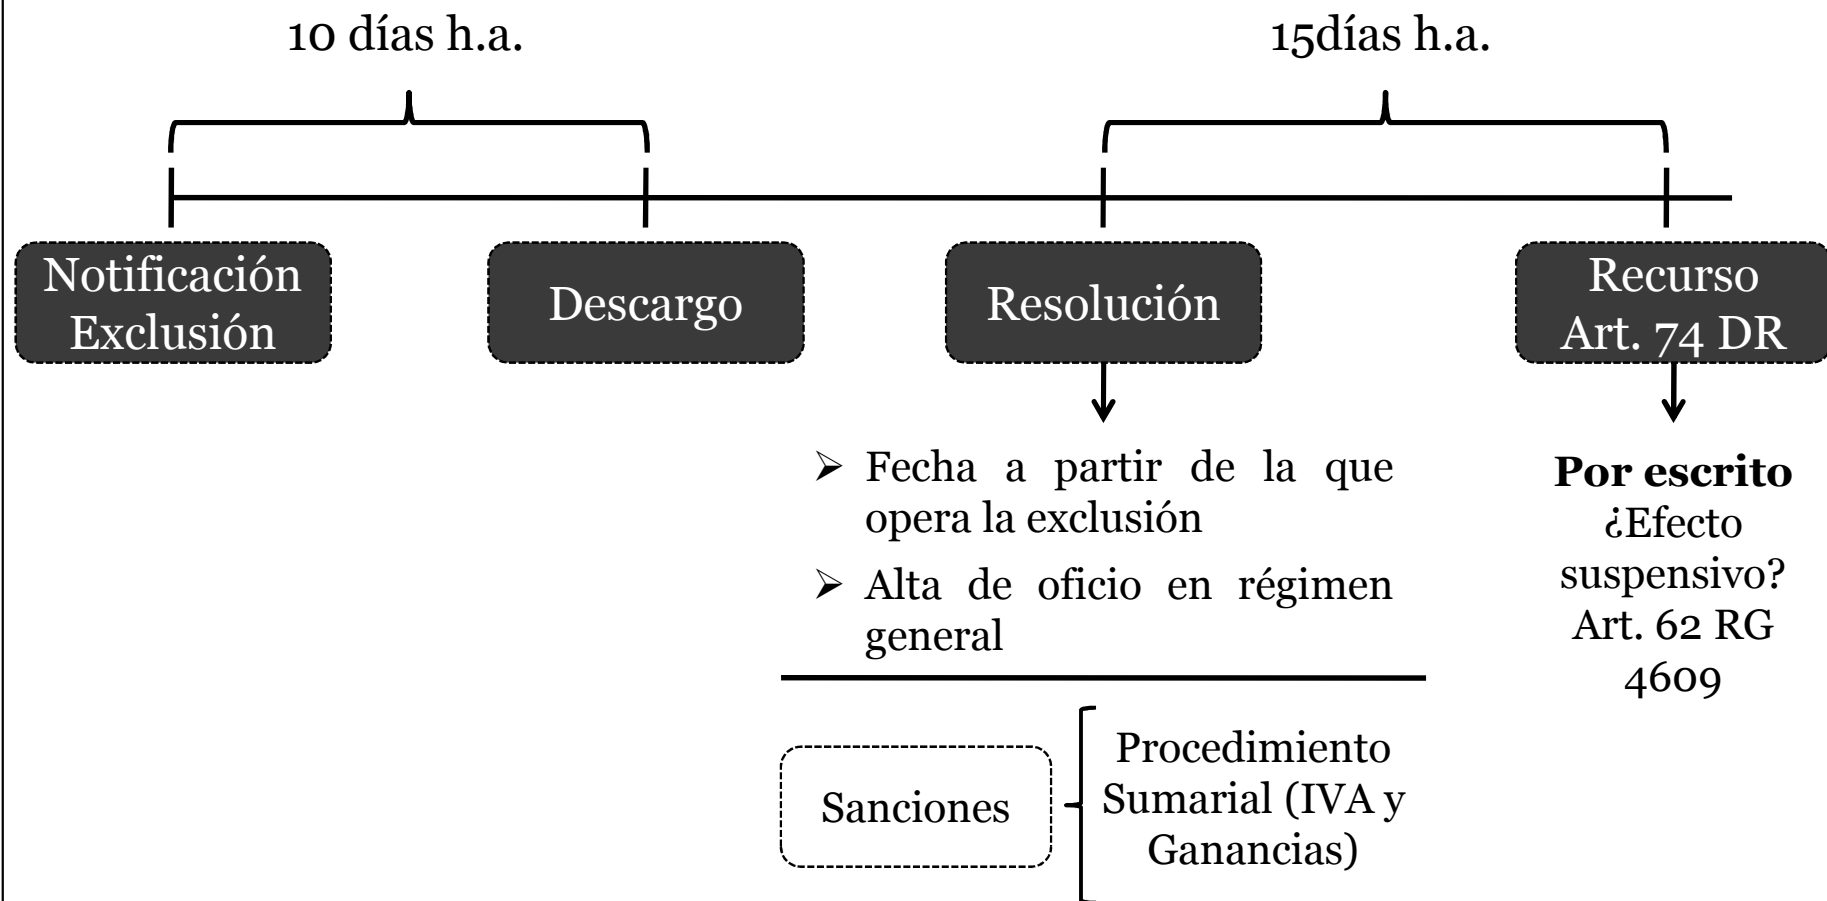 10 días h.a.
15días h.a.
Notificación
Exclusión
Descargo
Resolución
Recurso
Art. 74 DR
➢ Fecha a partir de la que
opera la exclusión
➢ Alta de oficio en régimen
general
Por escrito
¿Efecto
suspensivo?
Art. 62 RG
4609
Sanciones
Procedimiento
Sumarial (IVA y
Ganancias)